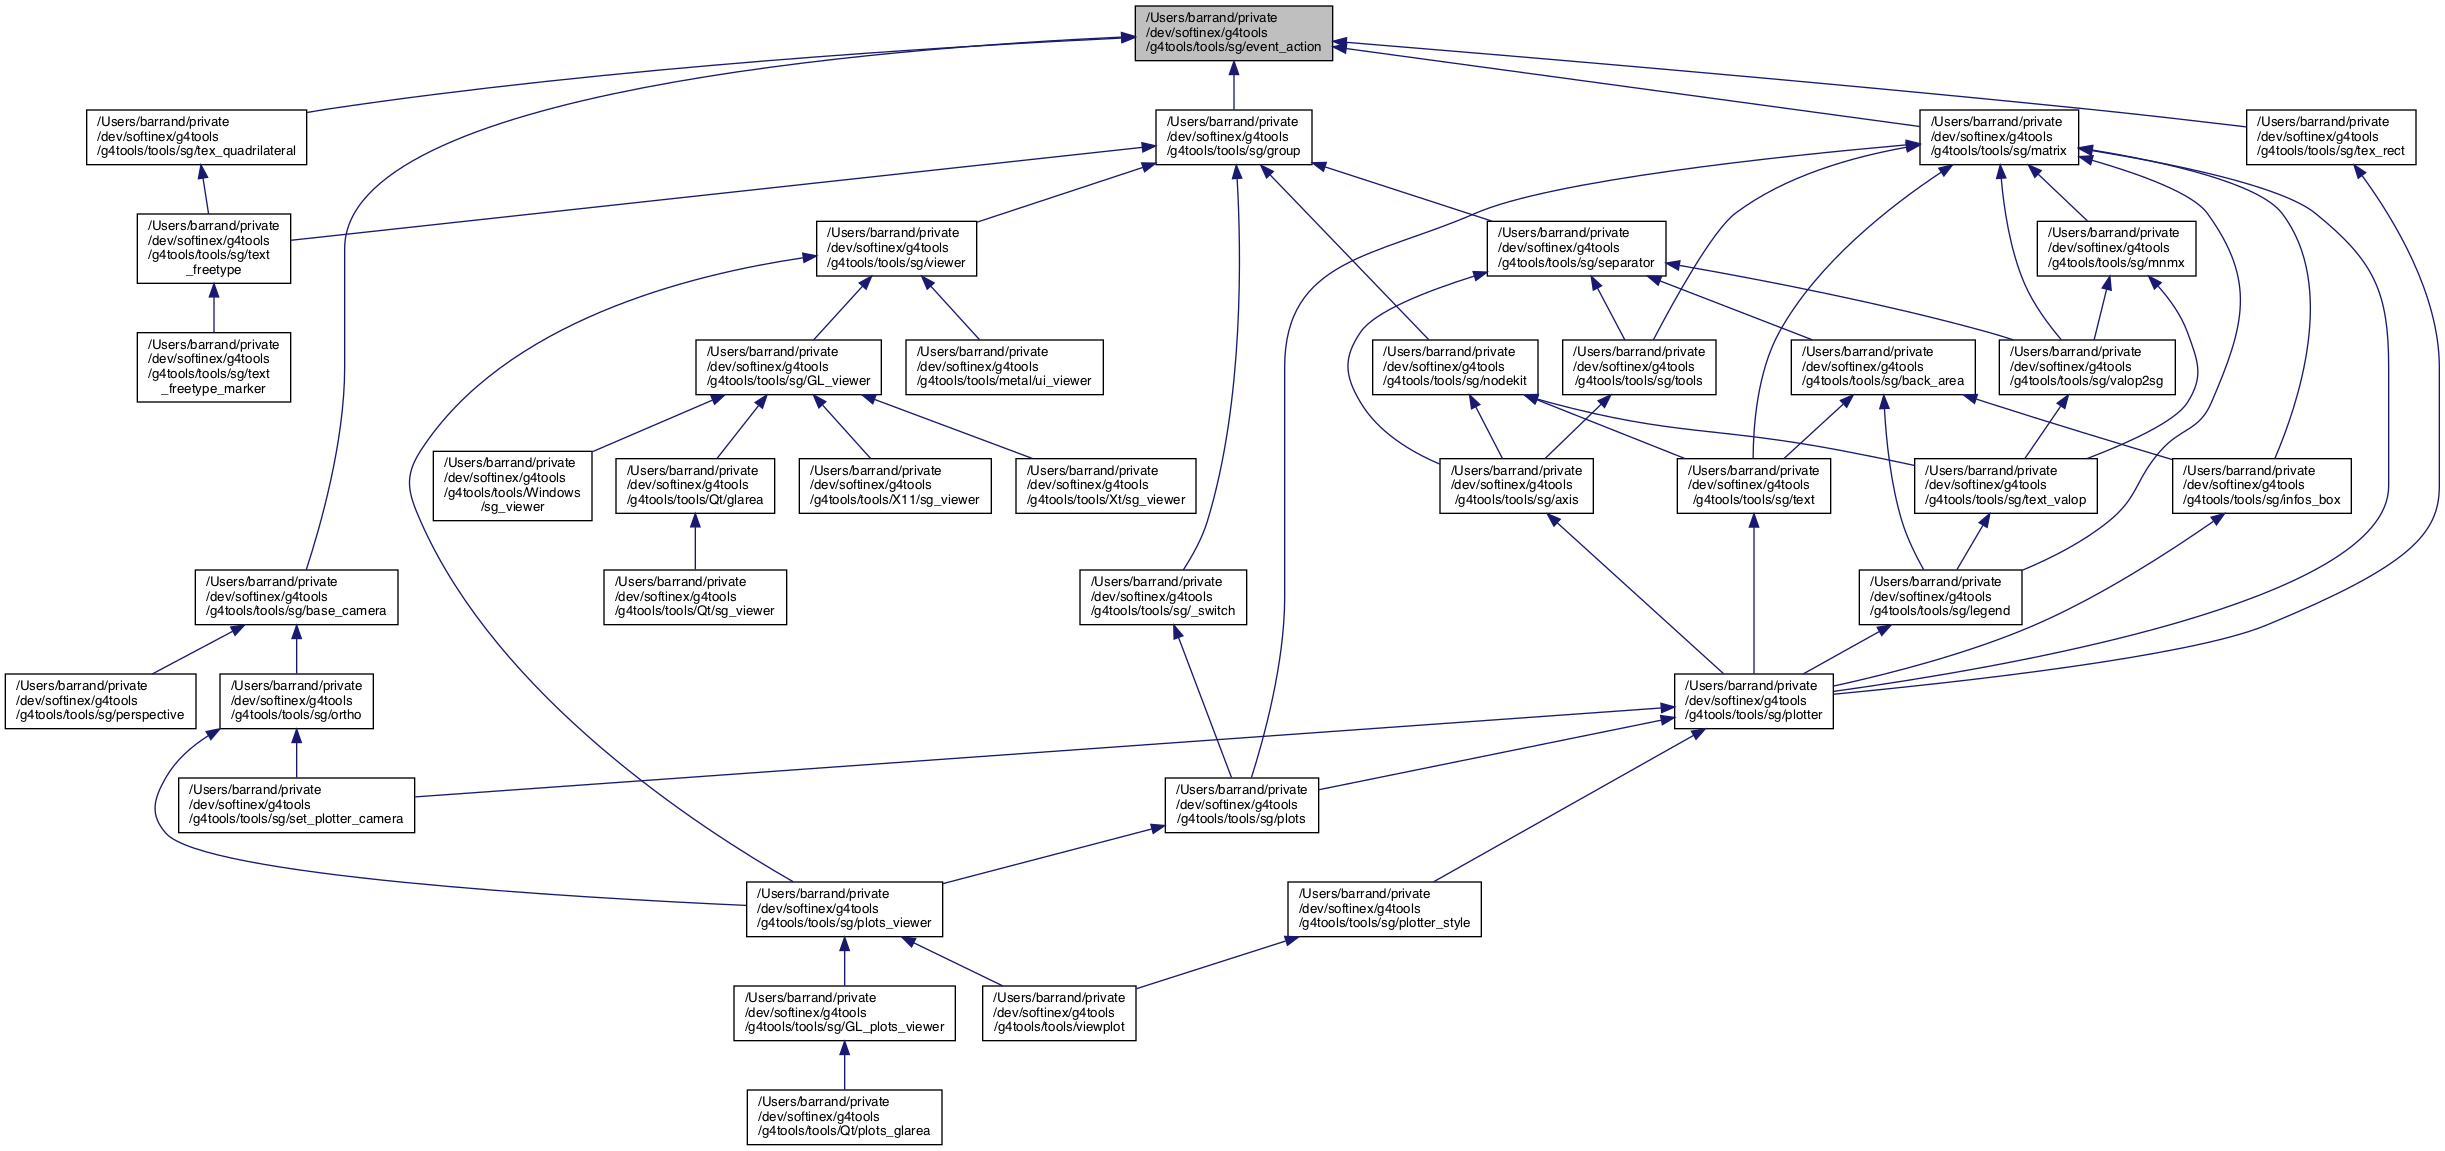 /Users/barrand/private
/dev/softinex/g4tools
/g4tools/tools/sg/event_action
/Users/barrand/private
/dev/softinex/g4tools
/g4tools/tools/sg/tex_quadrilateral
/Users/barrand/private
/dev/softinex/g4tools
/g4tools/tools/sg/group
/Users/barrand/private
/dev/softinex/g4tools
/g4tools/tools/sg/matrix
/Users/barrand/private
/dev/softinex/g4tools
/g4tools/tools/sg/tex_rect
/Users/barrand/private
/dev/softinex/g4tools
/g4tools/tools/sg/text
_freetype
/Users/barrand/private
/dev/softinex/g4tools
/g4tools/tools/sg/viewer
/Users/barrand/private
/dev/softinex/g4tools
/g4tools/tools/sg/separator
/Users/barrand/private
/dev/softinex/g4tools
/g4tools/tools/sg/mnmx
/Users/barrand/private
/dev/softinex/g4tools
/g4tools/tools/sg/text
_freetype_marker
/Users/barrand/private
/dev/softinex/g4tools
/g4tools/tools/sg/GL_viewer
/Users/barrand/private
/dev/softinex/g4tools
/g4tools/tools/metal/ui_viewer
/Users/barrand/private
/dev/softinex/g4tools
/g4tools/tools/sg/nodekit
/Users/barrand/private
/dev/softinex/g4tools
/g4tools/tools/sg/tools
/Users/barrand/private
/dev/softinex/g4tools
/g4tools/tools/sg/back_area
/Users/barrand/private
/dev/softinex/g4tools
/g4tools/tools/sg/valop2sg
/Users/barrand/private
/dev/softinex/g4tools
/g4tools/tools/Windows
/sg_viewer
/Users/barrand/private
/dev/softinex/g4tools
/g4tools/tools/Qt/glarea
/Users/barrand/private
/dev/softinex/g4tools
/g4tools/tools/X11/sg_viewer
/Users/barrand/private
/dev/softinex/g4tools
/g4tools/tools/Xt/sg_viewer
/Users/barrand/private
/dev/softinex/g4tools
/g4tools/tools/sg/axis
/Users/barrand/private
/dev/softinex/g4tools
/g4tools/tools/sg/text
/Users/barrand/private
/dev/softinex/g4tools
/g4tools/tools/sg/text_valop
/Users/barrand/private
/dev/softinex/g4tools
/g4tools/tools/sg/infos_box
/Users/barrand/private
/dev/softinex/g4tools
/g4tools/tools/sg/base_camera
/Users/barrand/private
/dev/softinex/g4tools
/g4tools/tools/Qt/sg_viewer
/Users/barrand/private
/dev/softinex/g4tools
/g4tools/tools/sg/_switch
/Users/barrand/private
/dev/softinex/g4tools
/g4tools/tools/sg/legend
/Users/barrand/private
/dev/softinex/g4tools
/g4tools/tools/sg/perspective
/Users/barrand/private
/dev/softinex/g4tools
/g4tools/tools/sg/ortho
/Users/barrand/private
/dev/softinex/g4tools
/g4tools/tools/sg/plotter
/Users/barrand/private
/dev/softinex/g4tools
/g4tools/tools/sg/set_plotter_camera
/Users/barrand/private
/dev/softinex/g4tools
/g4tools/tools/sg/plots
/Users/barrand/private
/dev/softinex/g4tools
/g4tools/tools/sg/plots_viewer
/Users/barrand/private
/dev/softinex/g4tools
/g4tools/tools/sg/plotter_style
/Users/barrand/private
/dev/softinex/g4tools
/g4tools/tools/sg/GL_plots_viewer
/Users/barrand/private
/dev/softinex/g4tools
/g4tools/tools/viewplot
/Users/barrand/private
/dev/softinex/g4tools
/g4tools/tools/Qt/plots_glarea